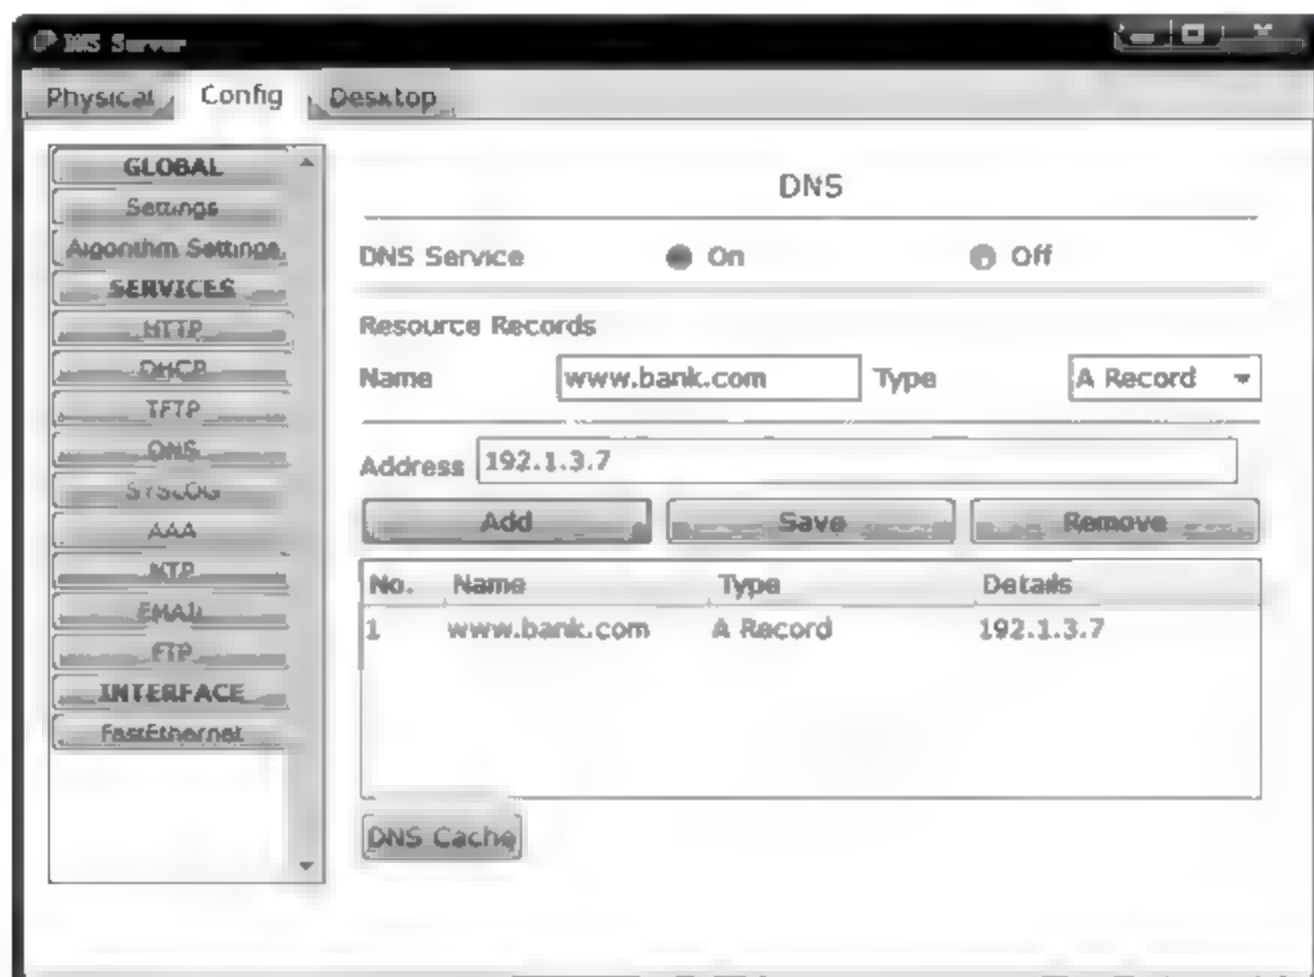 DNS Server
Physical Config Desktop
GLOBAL
Settings
Algorithm Settings
SERVICES
HTTP
DHCP
TFTP
DNS
SYSLOG
AAA
NTP
EMAIL
FTP
INTERFACE
FastEthernet
DNS
DNS Service On Off
Resource Records
Name www.bank.com Type A Record
Address 192.1.3.7
Add Save Remove
No. Name Type Details
1 www.bank.com A Record 192.1.3.7
DNS Cache